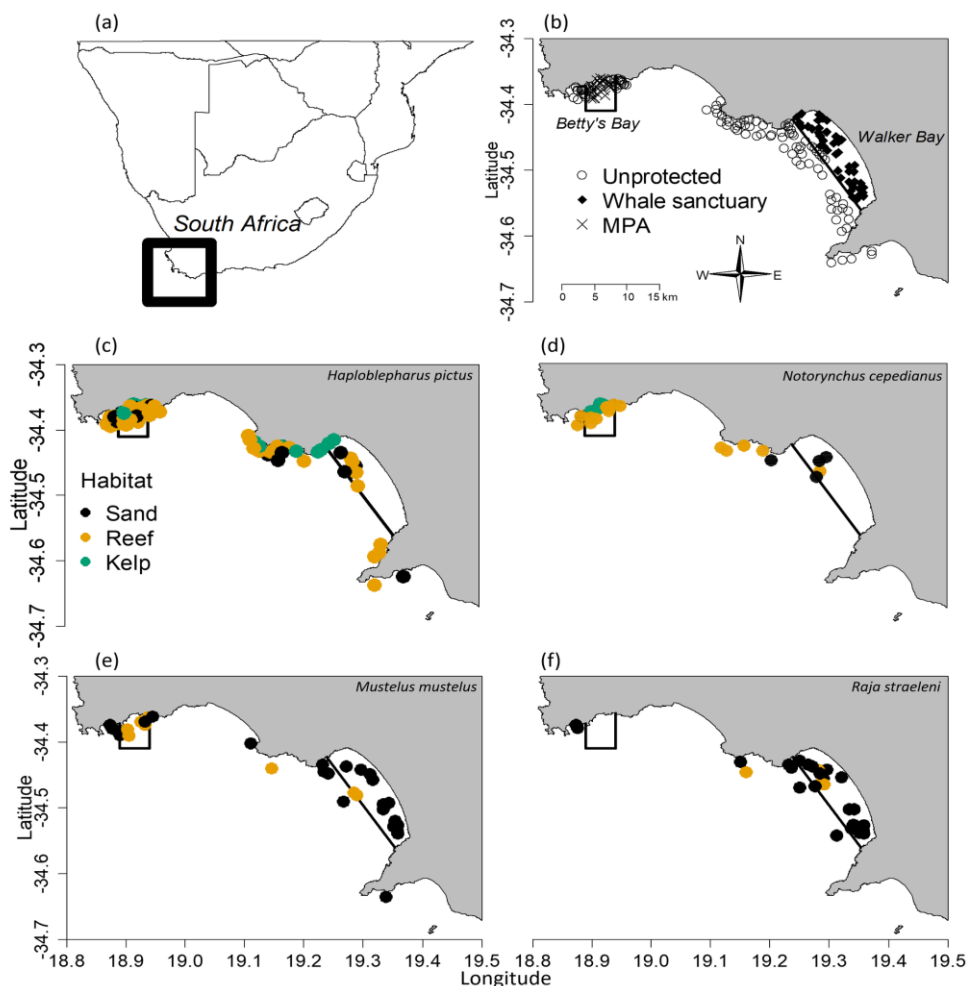 (a)
South Africa
(b)
Latitude
-34.3
-34.4
-34.5
-34.6
-34.7
Betty's Bay
Walker Bay
Unprotected
Whale sanctuary
MPA
N
W
E
S
0 5 10 15 km
(c)
Haploblepharus pictus
Latitude
-34.3
-34.4
-34.5
-34.6
-34.7
Habitat
Sand
Reef
Kelp
(d)
Notorynchus cepedianus
(e)
Mustelus mustelus
Latitude
-34.3
-34.4
-34.5
-34.6
-34.7
18.8 18.9 19.0 19.1 19.2 19.3 19.4 19.5
(f)
Raja straeleni
18.8 18.9 19.0 19.1 19.2 19.3 19.4 19.5
Longitude